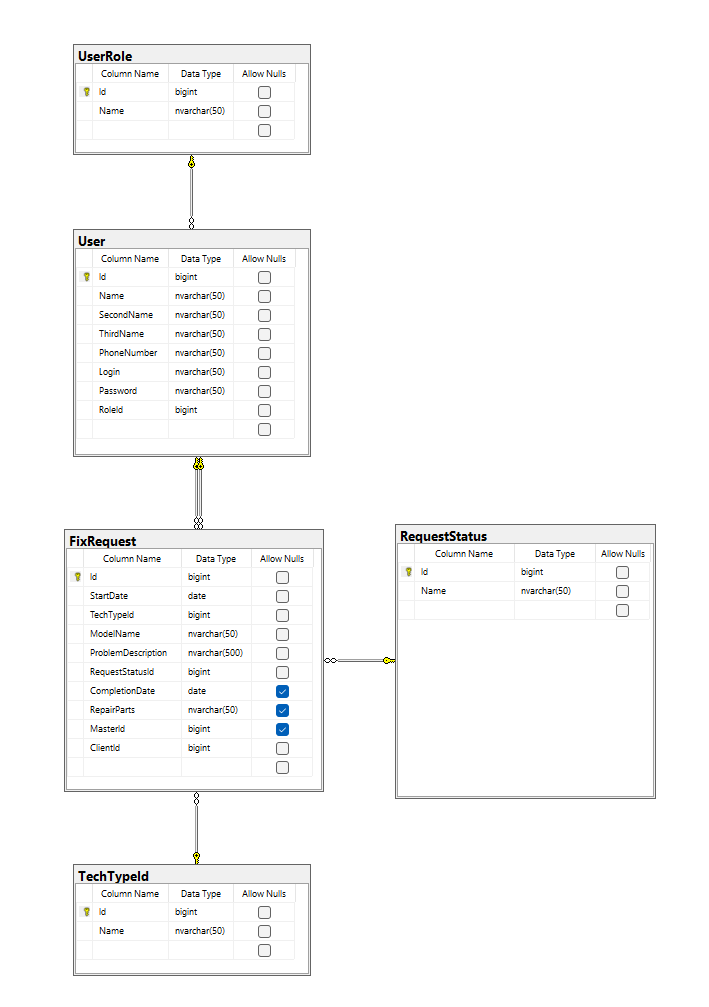 UserRole
Column Name Data Type Allow Nulls
Id bigint
Name nvarchar(50)
User
Column Name Data Type Allow Nulls
Id bigint
Name nvarchar(50)
SecondName nvarchar(50)
ThirdName nvarchar(50)
PhoneNumber nvarchar(50)
Login nvarchar(50)
Password nvarchar(50)
RoleId bigint
FixRequest
Column Name Data Type Allow Nulls
Id bigint
StartDate date
TechTypeId bigint
ModelName nvarchar(50)
ProblemDescription nvarchar(500)
RequestStatusId bigint
CompletionDate date
RepairParts nvarchar(50)
MasterId bigint
ClientId bigint
RequestStatus
Column Name Data Type Allow Nulls
Id bigint
Name nvarchar(50)
TechTypeId
Column Name Data Type Allow Nulls
Id bigint
Name nvarchar(50)